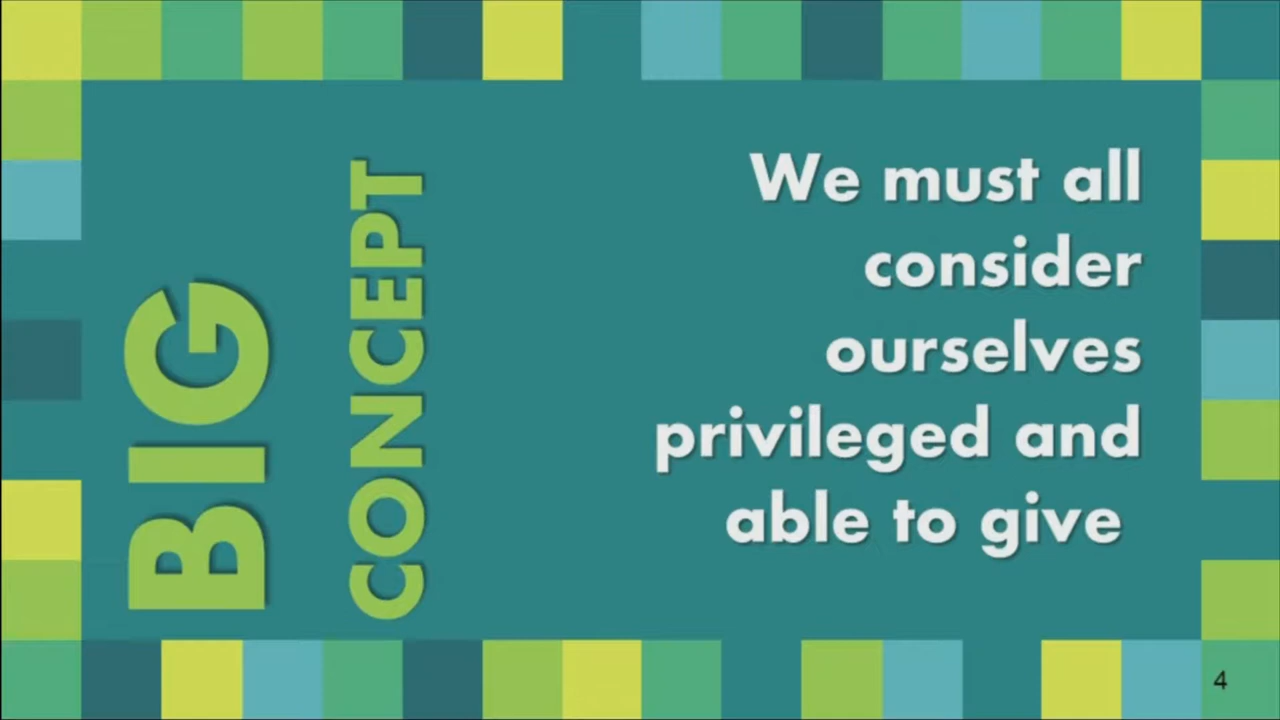 BIG
CONCEPT
We must all
consider
ourselves
privileged and
able to give
4